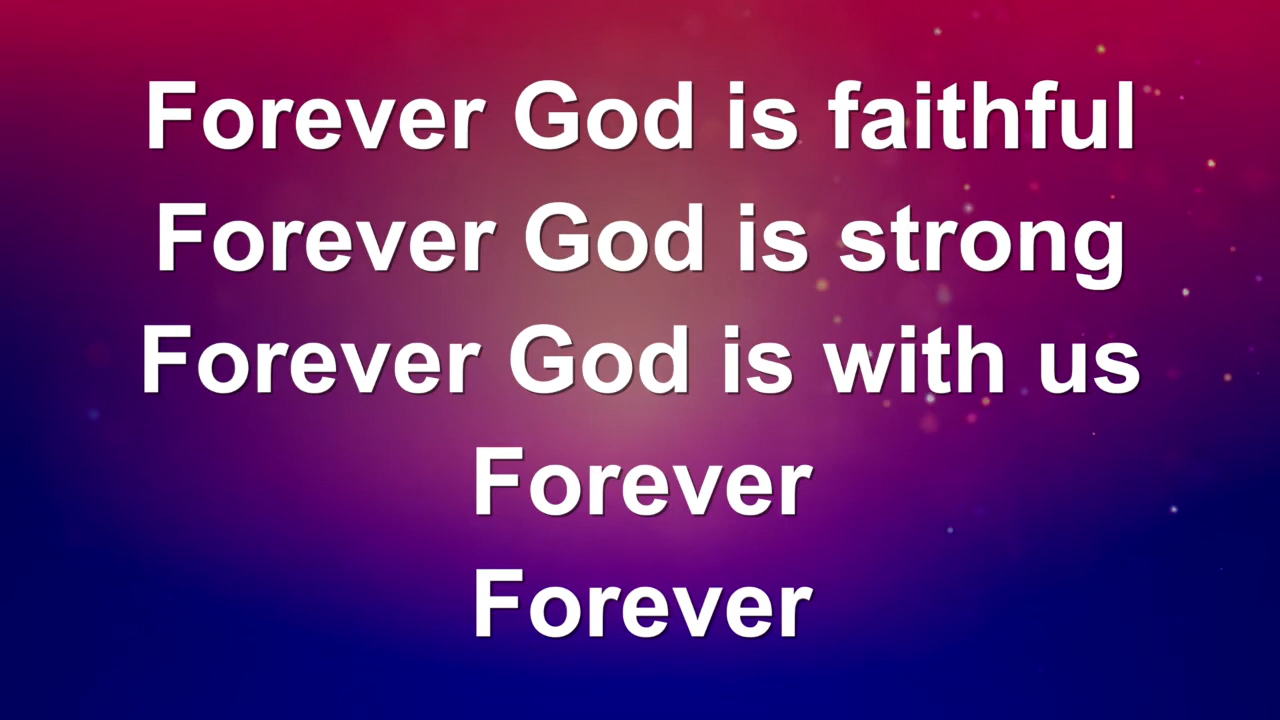 Forever God is faithful
Forever God is strong
Forever God is with us
Forever
Forever